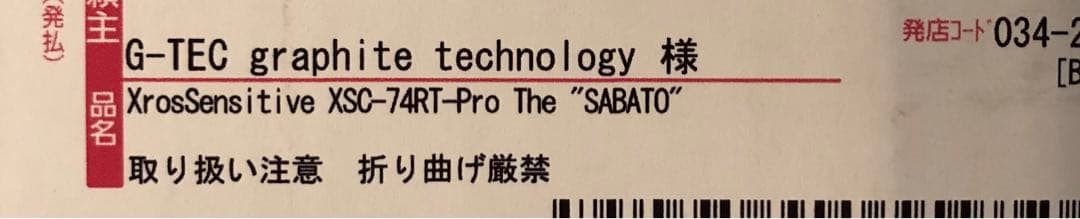 (発払)
頼主
G-TEC graphite technology 様
発店コード 034-2
[B
品名
XrosSensitive XSC-74RT-Pro The "SABATO"
取り扱い注意 折り曲げ厳禁